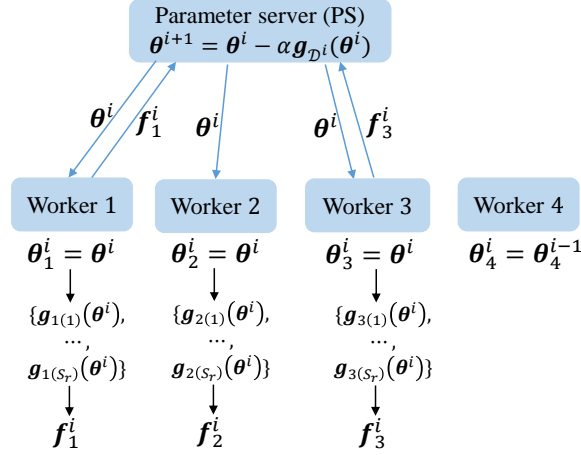 Parameter server (PS)
θ^{i+1} = θ^i − αg_{𝒟^i}(θ^i)
θ^i f_1^i θ^i θ^i f_3^i
Worker 1 Worker 2 Worker 3 Worker 4
θ_1^i = θ^i θ_2^i = θ^i θ_3^i = θ^i θ_4^i = θ_4^{i−1}
{g_{1(1)}(θ^i), {g_{2(1)}(θ^i), {g_{3(1)}(θ^i),
…, …, …,
g_{1(S_r)}(θ^i)} g_{2(S_r)}(θ^i)} g_{3(S_r)}(θ^i)}
f_1^i f_2^i f_3^i